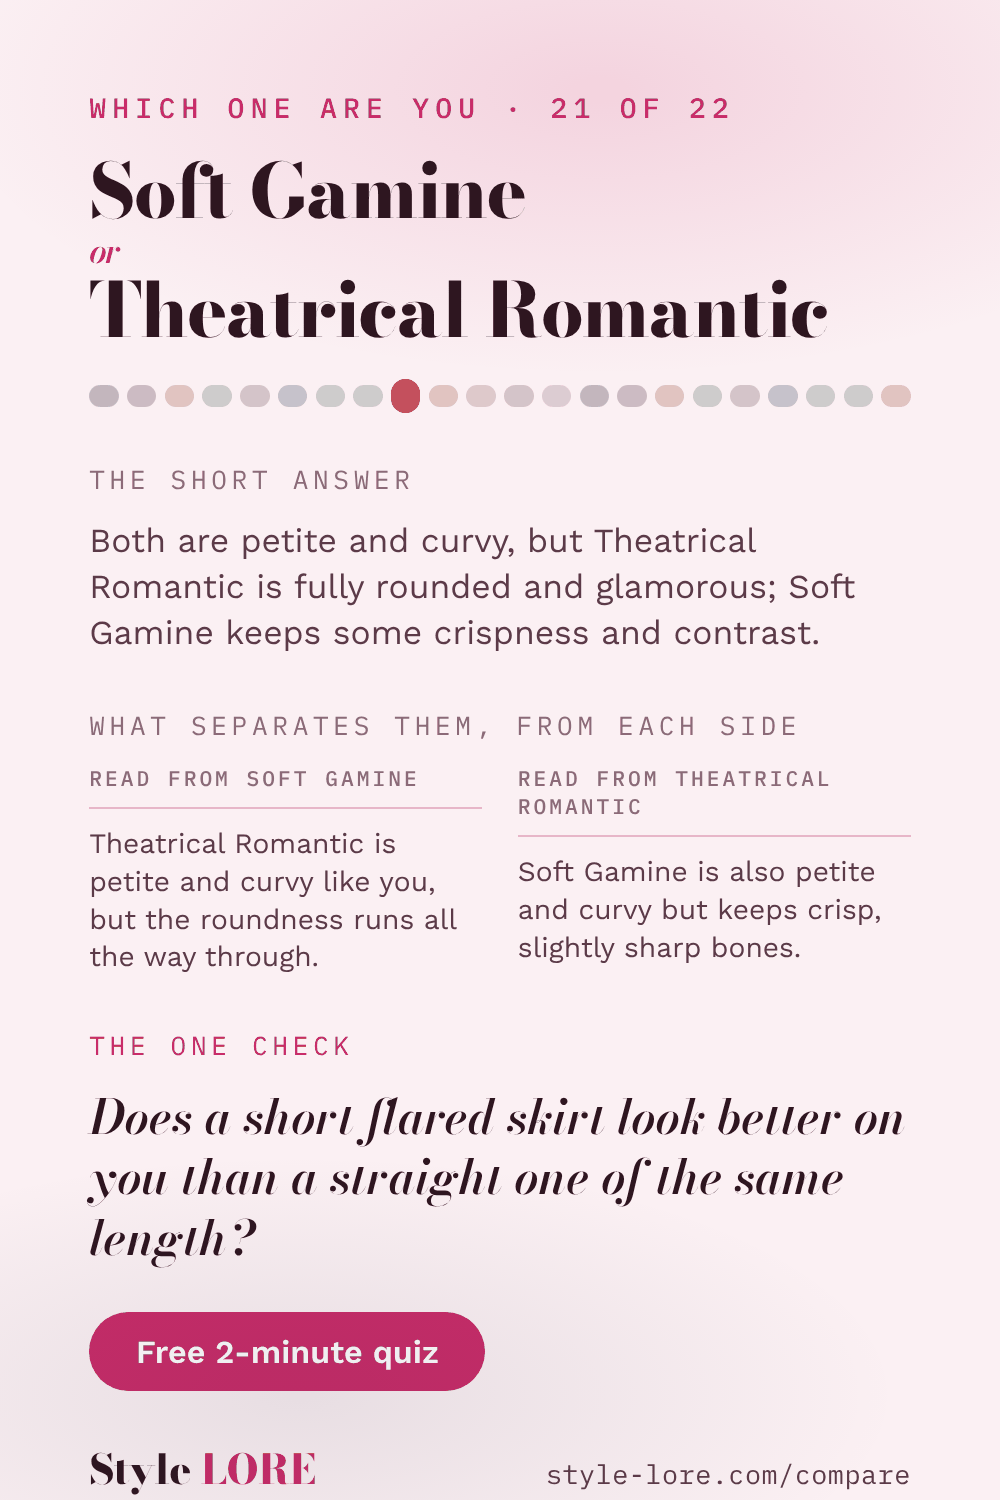 WHICH ONE ARE YOU · 21 OF 22
Soft Gamine
or
Theatrical Romantic
THE SHORT ANSWER
Both are petite and curvy, but Theatrical
Romantic is fully rounded and glamorous; Soft
Gamine keeps some crispness and contrast.
WHAT SEPARATES THEM, FROM EACH SIDE
READ FROM SOFT GAMINE
Theatrical Romantic is
petite and curvy like you,
but the roundness runs all
the way through.
READ FROM THEATRICAL
ROMANTIC
Soft Gamine is also petite
and curvy but keeps crisp,
slightly sharp bones.
THE ONE CHECK
Does a short flared skirt look better on
you than a straight one of the same
length?
Free 2-minute quiz
Style LORE
style-lore.com/compare